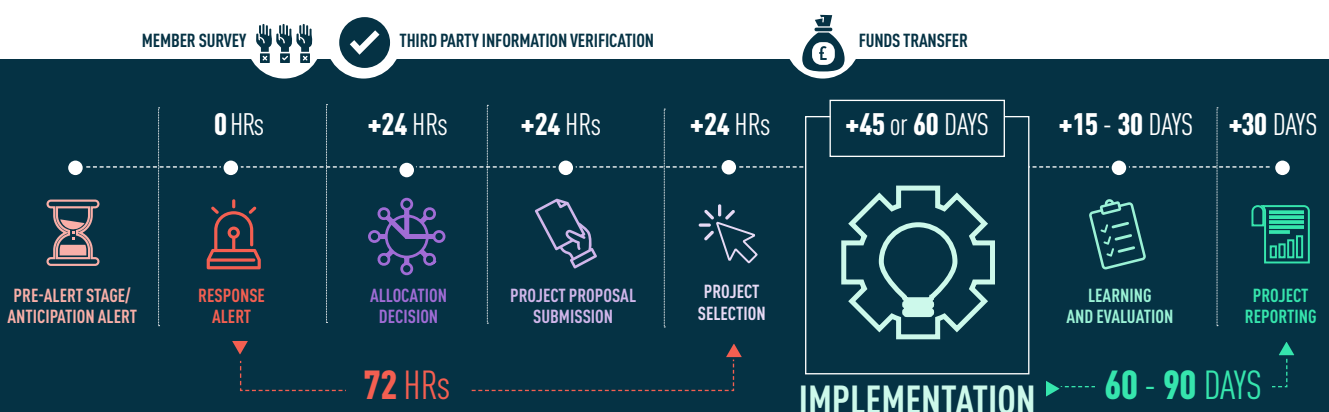 MEMBER SURVEY
THIRD PARTY INFORMATION VERIFICATION
£
FUNDS TRANSFER
0 HRs
+24 HRs
+24 HRs
+24 HRs
+45 or 60 DAYS
+15 - 30 DAYS
+30 DAYS
PRE-ALERT STAGE/
ANTICIPATION ALERT
RESPONSE
ALERT
ALLOCATION
DECISION
PROJECT PROPOSAL
SUBMISSION
PROJECT
SELECTION
LEARNING
AND EVALUATION
PROJECT
REPORTING
72 HRs
IMPLEMENTATION
60 - 90 DAYS